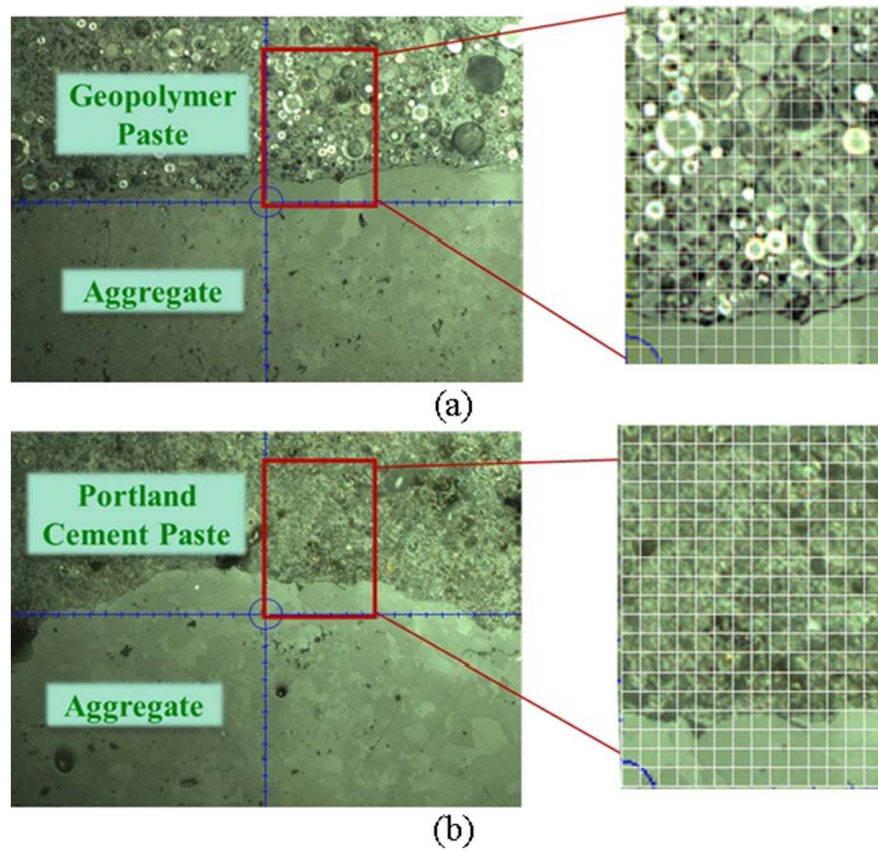 Geopolymer
Paste
Aggregate
(a)
Portland
Cement Paste
Aggregate
(b)